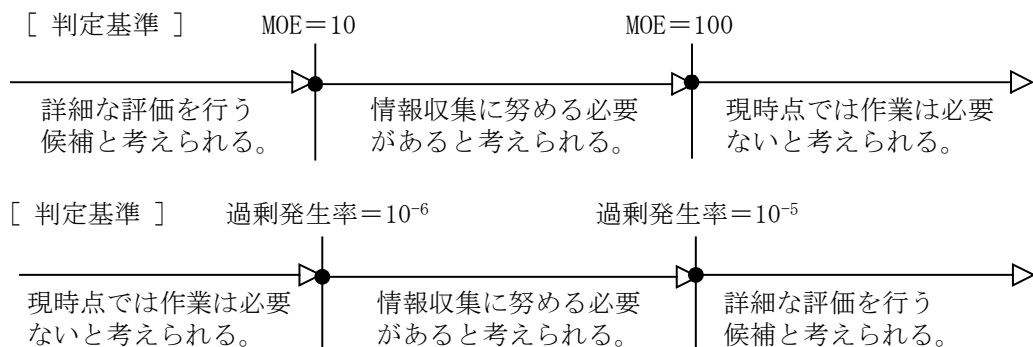 [ 判定基準 ] MOE=10 MOE=100
詳細な評価を行う 情報収集に努める必要 現時点では作業は必要
候補と考えられる。 があると考えられる。 ないと考えられる。
[ 判定基準 ] 過剰発生率=10⁻⁶ 過剰発生率=10⁻⁵
現時点では作業は必要 情報収集に努める必要 詳細な評価を行う
ないと考えられる。 があると考えられる。 候補と考えられる。